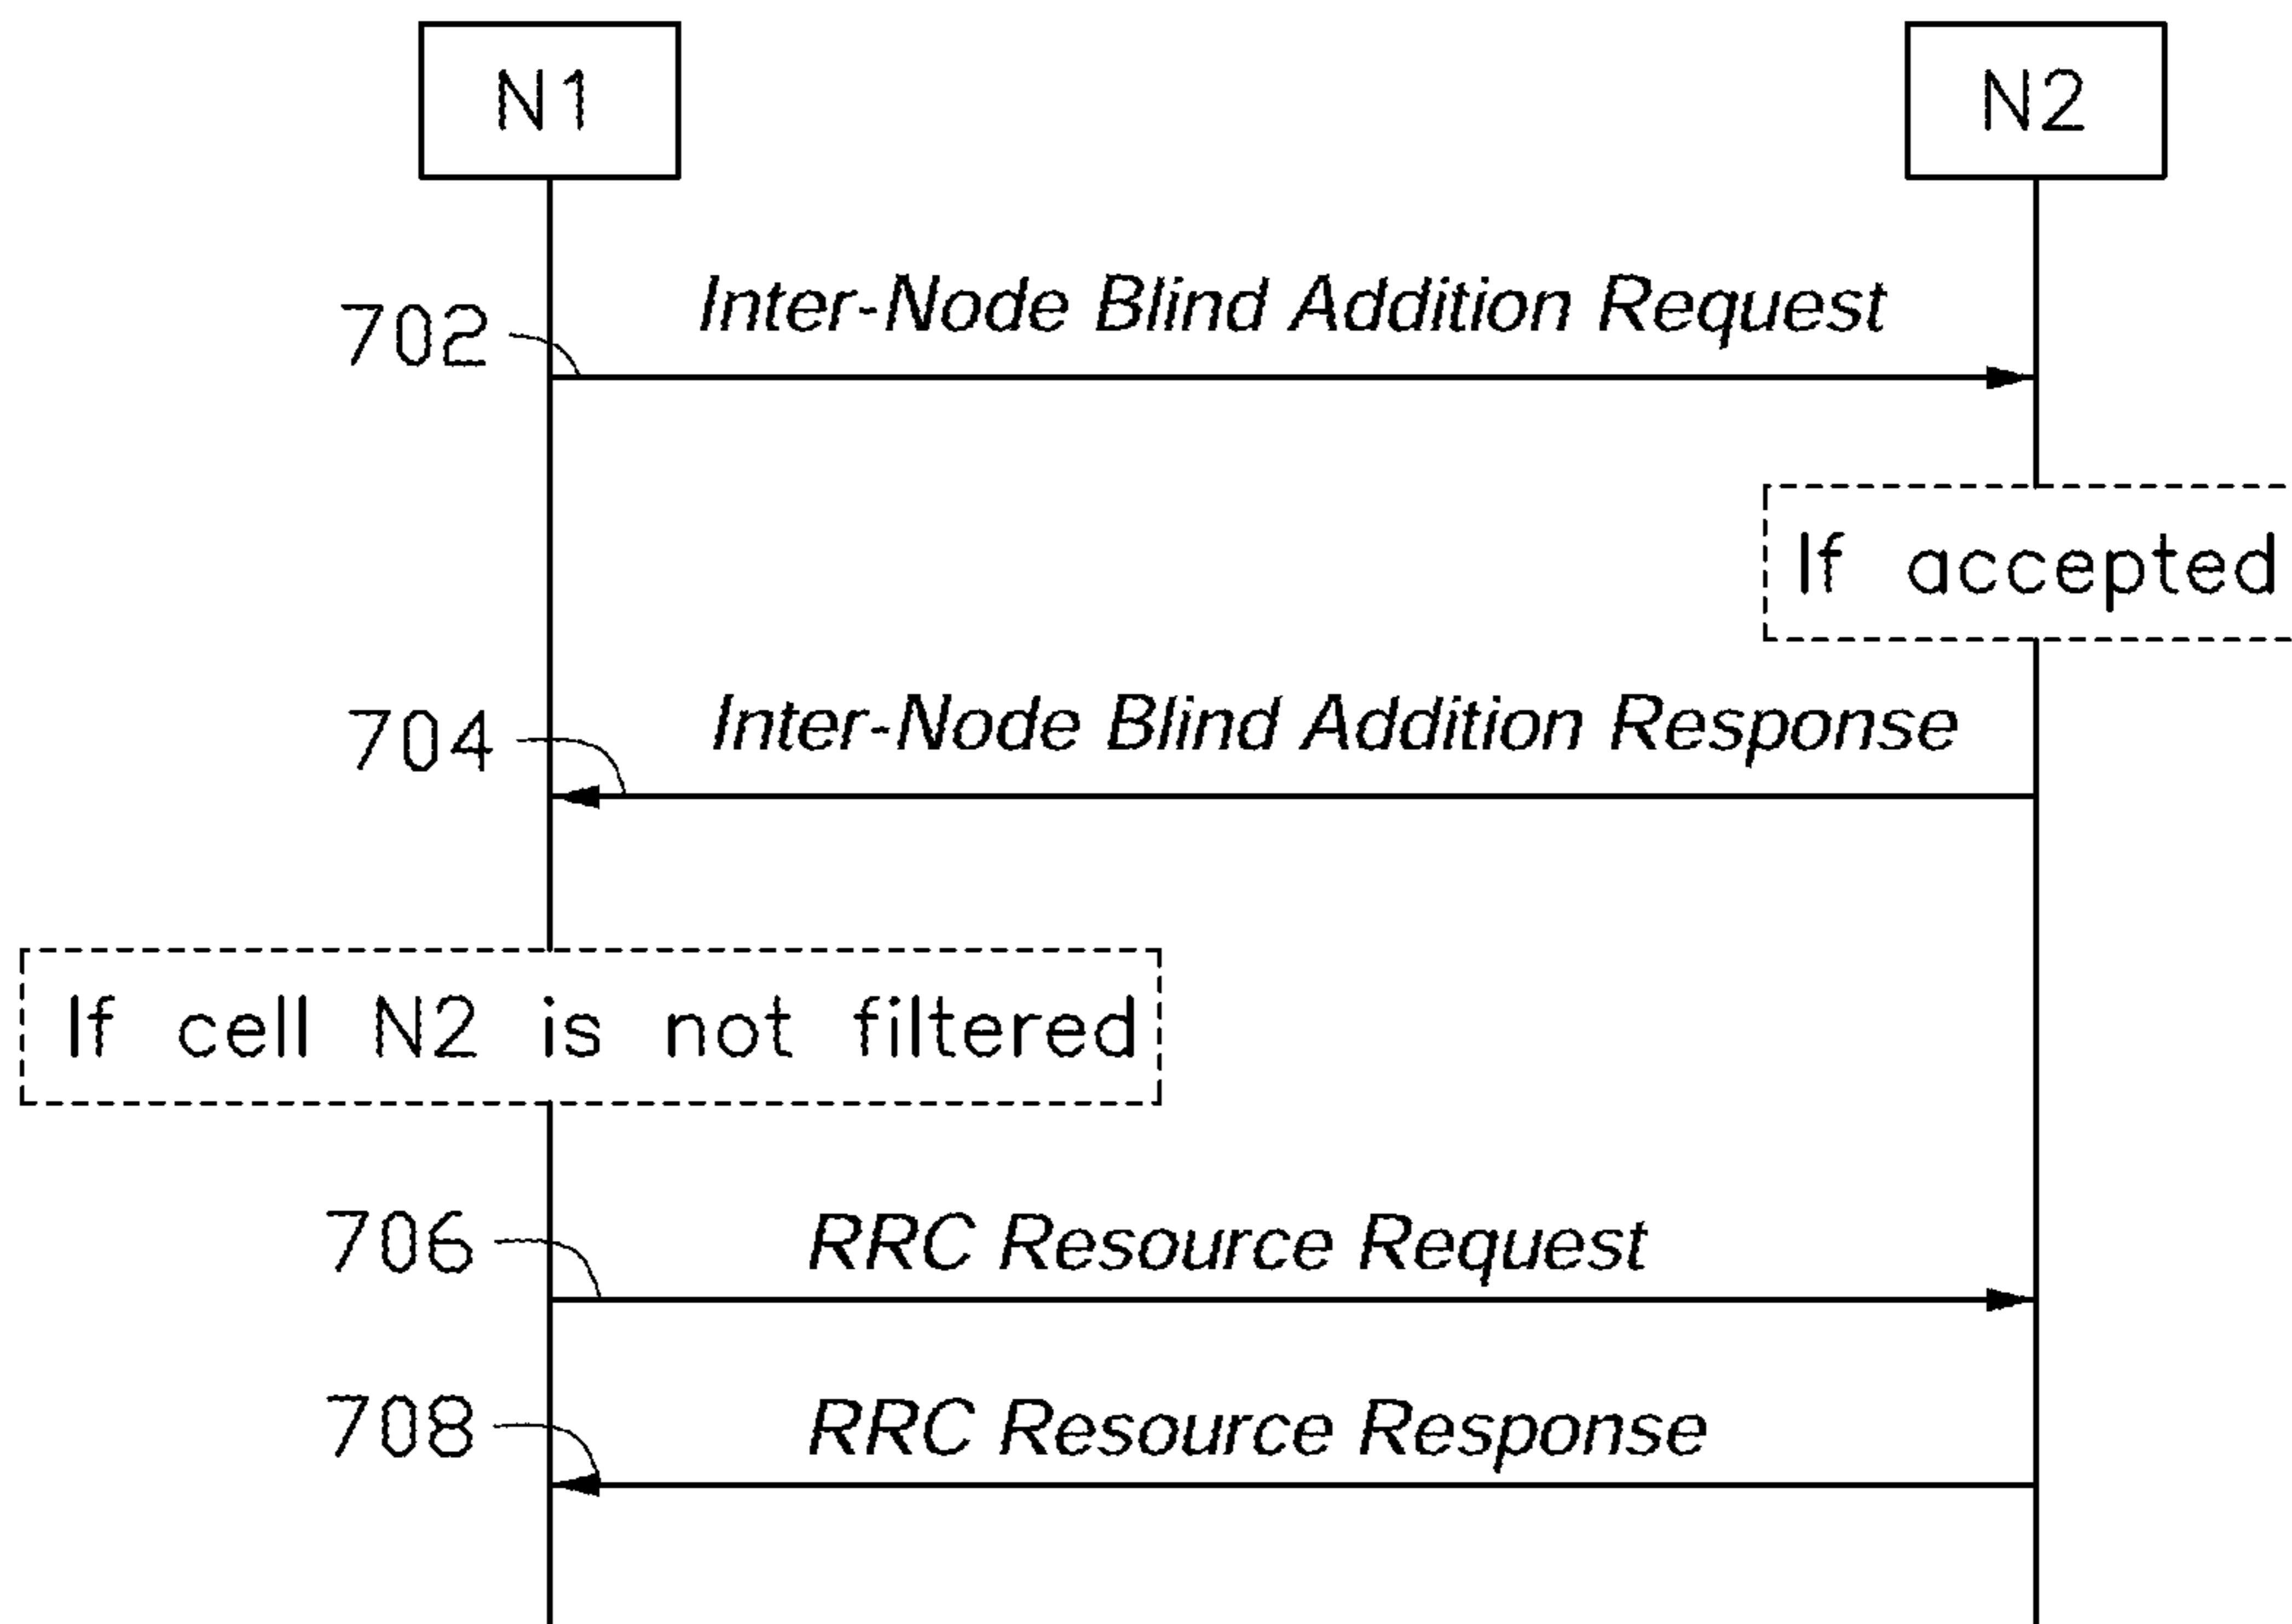 N1
N2
702
Inter-Node Blind Addition Request
If accepted
704
Inter-Node Blind Addition Response
If cell N2 is not filtered
706
RRC Resource Request
708
RRC Resource Response